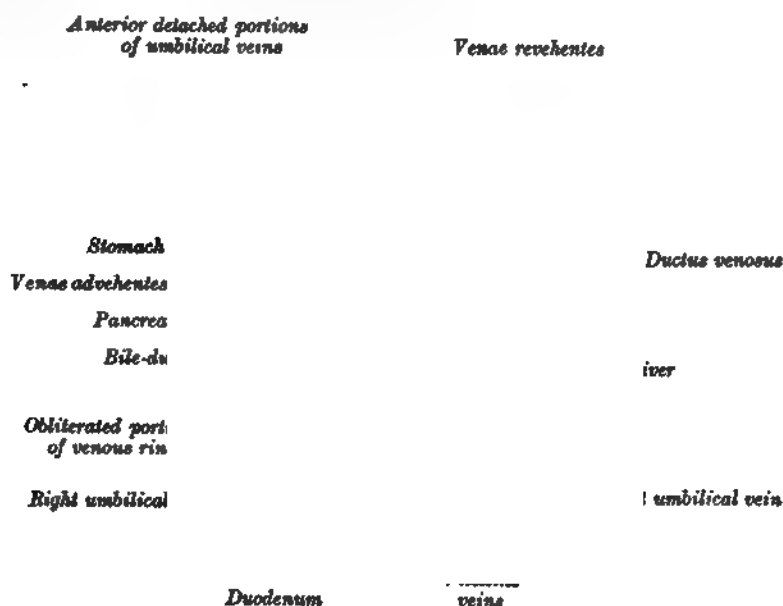 Anterior detached portions
of umbilical veins
Venae revehentes
Stomach
Ductus venosus
Venae advehentes
Pancrea
Bile-du
iver
Obliterated port
of venous rin
Right umbilical
umbilical vein
Duodenum
veins